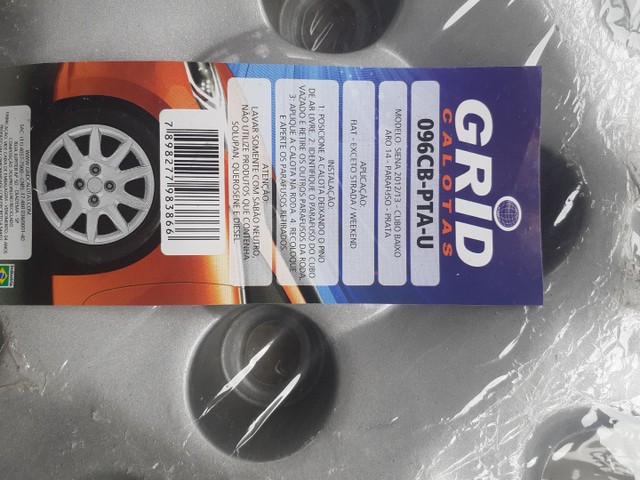 GRID
CALOTAS
096CB-PTA-U
MODELO: SIENA 2012/13 - CUBO BAIXO
ARO 14 - PARAFUSO - PRATA
APLICAÇÃO:
FIAT - EXCETO STRADA / WEEKEND
INSTALAÇÃO:
1: POSICIONE A CALOTA DEIXANDO O PINO
DE AR LIVRE. 2: IDENTIFIQUE O PARAFUSO DO CUBO
VAZADO E RETIRE OS OUTROS PARAFUSOS DA RODA.
3: APLIQUE A CALOTA NA RODA. 4: RECOLOQUE
E APERTE OS PARAFUSOS RETIRADOS
ATENÇÃO:
LAVAR SOMENTE COM SABÃO NEUTRO,
NÃO UTILIZE PRODUTOS QUE CONTENHA
SOLUPAN, QUEROSENE E DIESEL
7 898277 983866